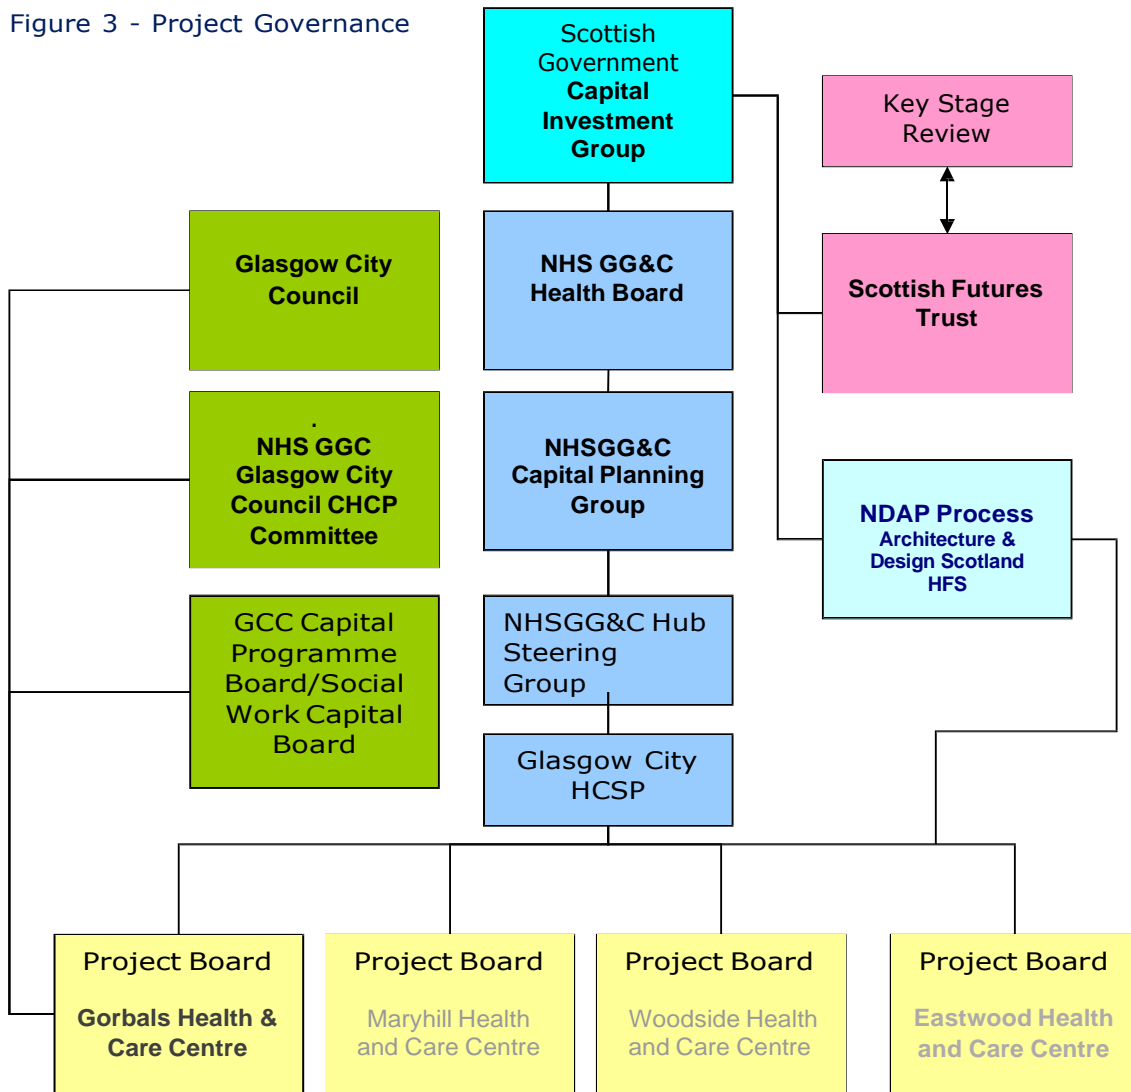 Figure 3 - Project Governance
Scottish
Government
Capital
Investment
Group
Key Stage
Review
Glasgow City
Council
NHS GG&C
Health Board
Scottish Futures
Trust
.
NHS GGC
Glasgow City
Council CHCP
Committee
NHSGG&C
Capital Planning
Group
NDAP Process
Architecture &
Design Scotland
HFS
GCC Capital
Programme
Board/Social
Work Capital
Board
NHSGG&C Hub
Steering
Group
Glasgow City
HCSP
Project Board
Gorbals Health &
Care Centre
Project Board
Maryhill Health
and Care Centre
Project Board
Woodside Health
and Care Centre
Project Board
Eastwood Health
and Care Centre